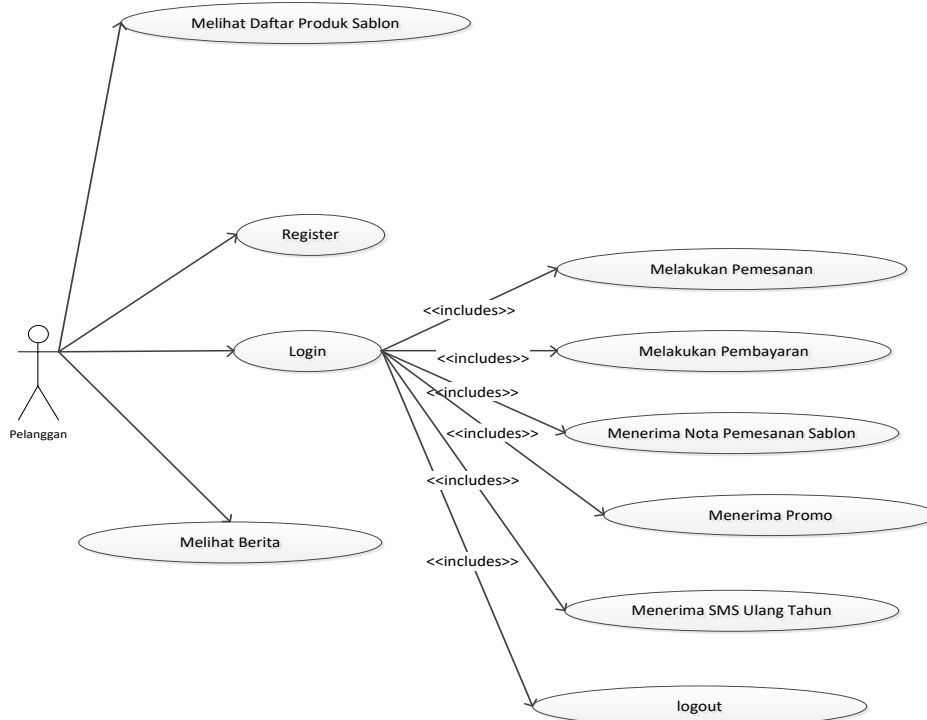 Melihat Daftar Produk Sablon
Register
Melakukan Pemesanan
<<includes>>
Login
<<includes>>
Melakukan Pembayaran
<<includes>>
Menerima Nota Pemesanan Sablon
<<includes>>
Pelanggan
<<includes>>
Menerima Promo
Melihat Berita
<<includes>>
Menerima SMS Ulang Tahun
logout